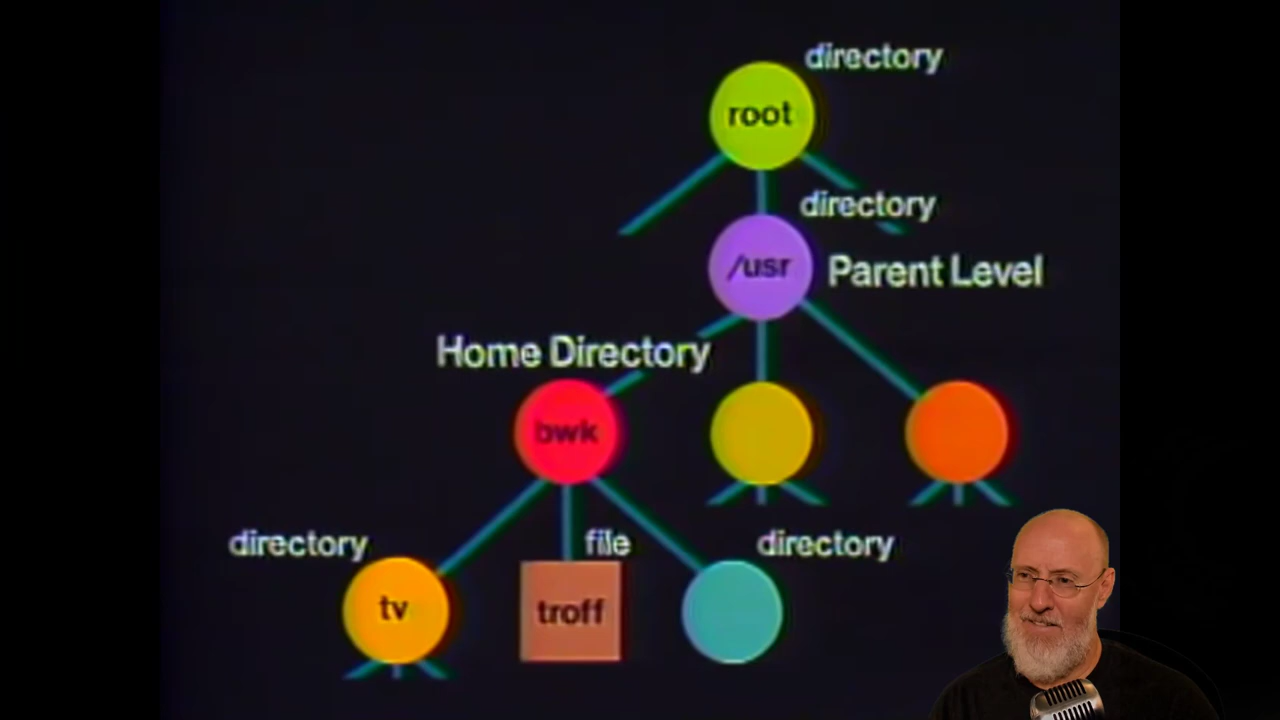 directory
root
directory
/usr
Parent Level
Home Directory
bwk
directory
file
directory
tv
troff